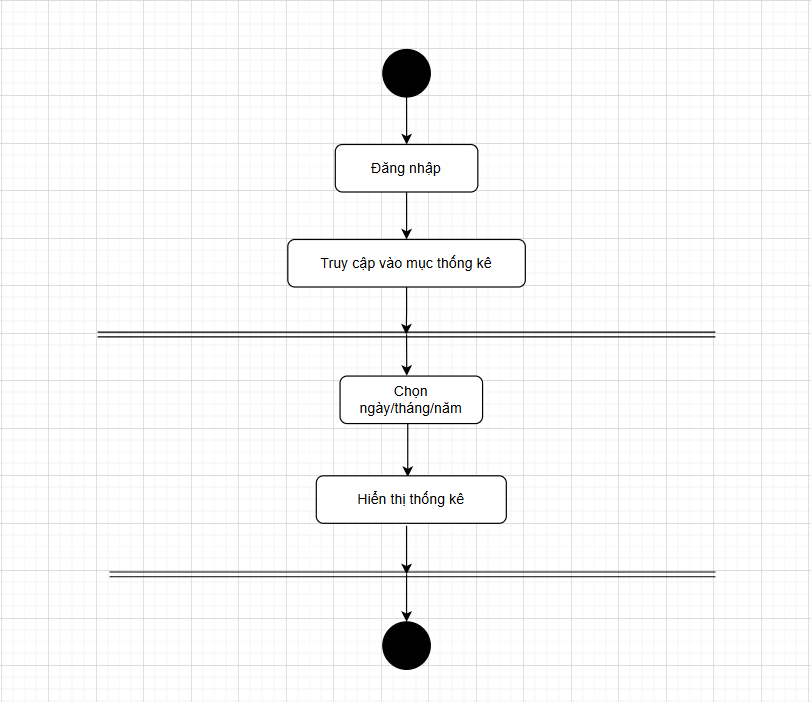 Đăng nhập
Truy cập vào mục thống kê
Chọn
ngày/tháng/năm
Hiển thị thống kê